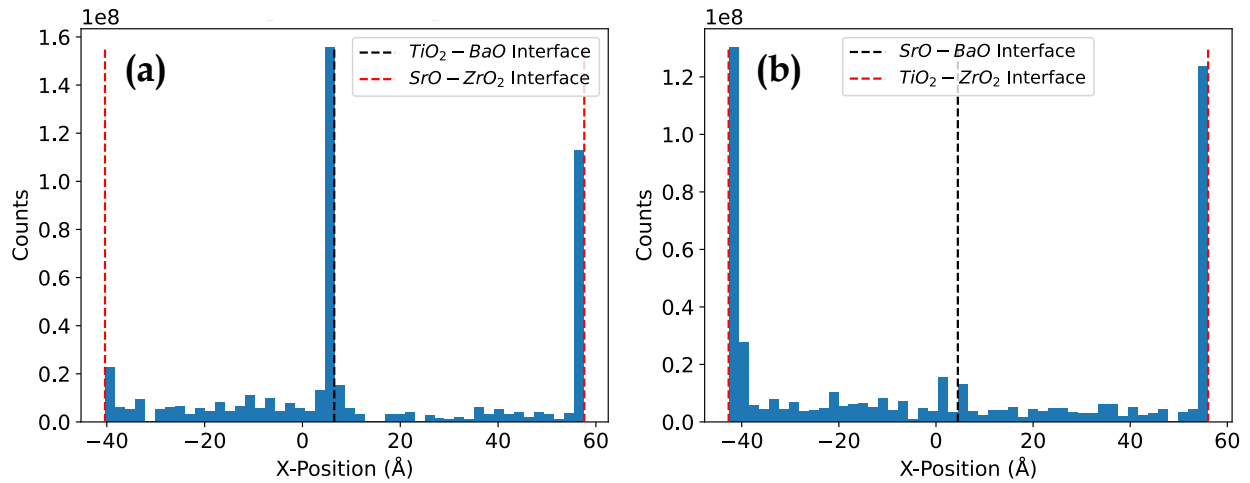 1e8
(a)
TiO₂ − BaO Interface
SrO − ZrO₂ Interface
1.6
1.4
1.2
1.0
0.8
0.6
0.4
0.2
0.0
Counts
−40
−20
0
20
40
60
X-Position (Å)
1e8
(b)
SrO − BaO Interface
TiO₂ − ZrO₂ Interface
1.2
1.0
0.8
0.6
0.4
0.2
0.0
Counts
−40
−20
0
20
40
60
X-Position (Å)